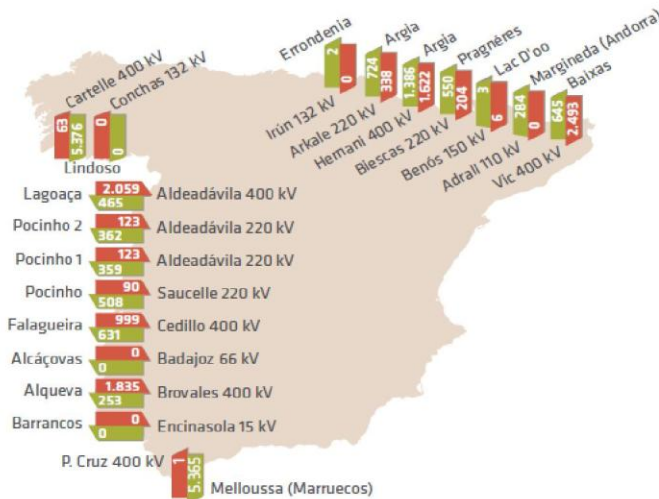 Cartelle 400 kV
Conchas 132 kV
63
5.376
0
0
Lindoso
Errondenia
2
0
Irún 132 kV
Argia
724
338
Arkale 220 kV
Argia
1.386
1.622
Hernani 400 kV
Pragnéres
550
204
Biescas 220 kV
Lac D'oo
3
6
Benós 150 kV
Margineda (Andorra)
284
0
Adrall 110 kV
Baixas
645
2.493
Vic 400 kV
Lagoaça 2.059 465 Aldeadávila 400 kV
Pocinho 2 123 362 Aldeadávila 220 kV
Pocinho 1 123 359 Aldeadávila 220 kV
Pocinho 90 508 Saucelle 220 kV
Falagueira 999 631 Cedillo 400 kV
Alcáçovas 0 0 Badajoz 66 kV
Alqueva 1.835 253 Brovales 400 kV
Barrancos 0 0 Encinasola 15 kV
P. Cruz 400 kV
1
5.365
Melloussa (Marruecos)